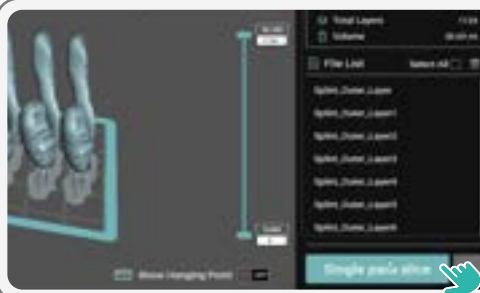 Total Layers
Volume
File List
Select All
Splint_Outer_Layer
Splint_Outer_Layer1
Splint_Outer_Layer2
Splint_Outer_Layer3
Splint_Outer_Layer4
Splint_Outer_Layer5
Splint_Outer_Layer6
Show Hanging Point
Single pack slice